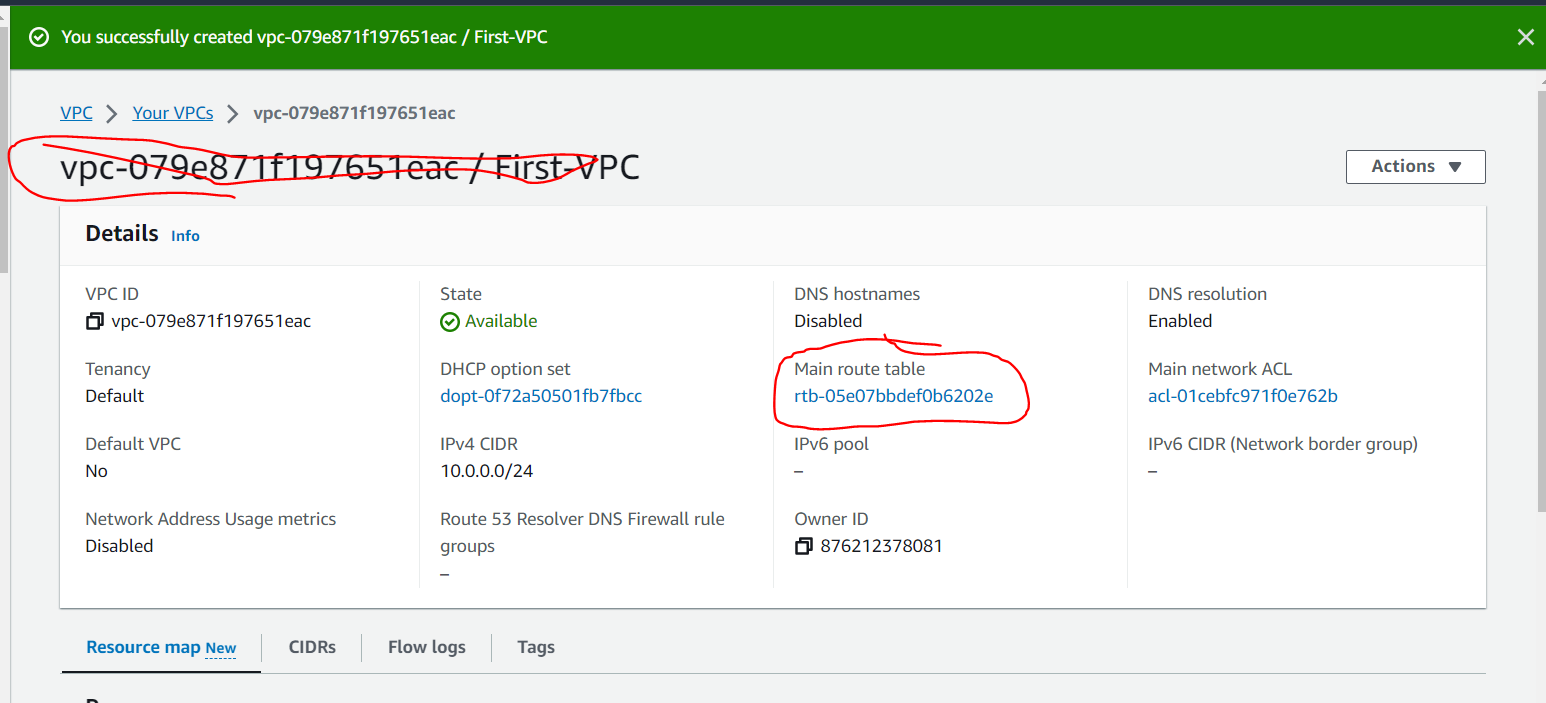 You successfully created vpc-079e871f197651eac / First-VPC
VPC > Your VPCs > vpc-079e871f197651eac
vpc-079e871f197651eac / First-VPC
Actions
Details Info
VPC ID
vpc-079e871f197651eac
State
Available
DNS hostnames
Disabled
DNS resolution
Enabled
Tenancy
Default
DHCP option set
dopt-0f72a50501fb7fbcc
Main route table
rtb-05e07bbdef0b6202e
Main network ACL
acl-01cebfc971f0e762b
Default VPC
No
IPv4 CIDR
10.0.0.0/24
IPv6 pool
–
IPv6 CIDR (Network border group)
–
Network Address Usage metrics
Disabled
Route 53 Resolver DNS Firewall rule
groups
–
Owner ID
876212378081
Resource map New
CIDRs
Flow logs
Tags